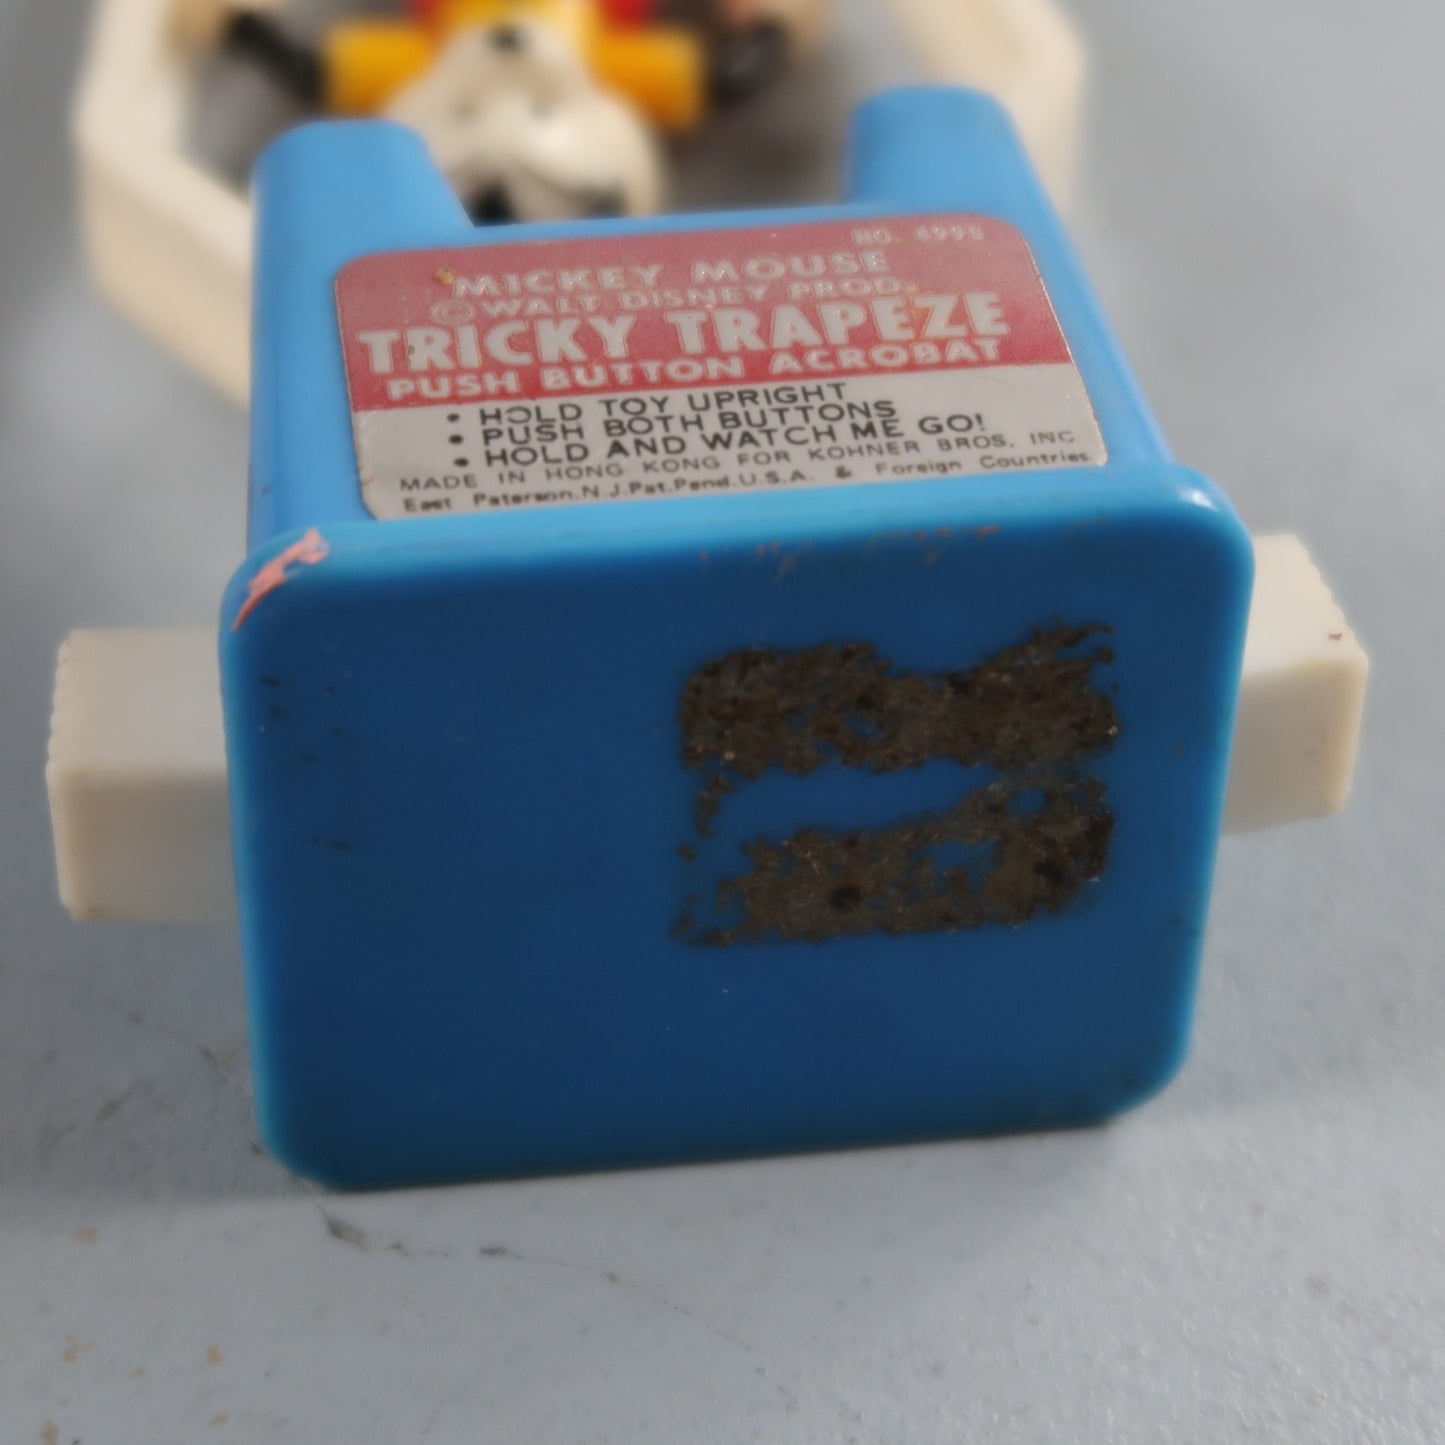 NO. 4995
MICKEY MOUSE
© WALT DISNEY PROD.
TRICKY TRAPEZE
PUSH BUTTON ACROBAT
• HOLD TOY UPRIGHT
• PUSH BOTH BUTTONS
• HOLD AND WATCH ME GO!
MADE IN HONG KONG FOR KOHNER BROS. INC.
East Paterson.N.J.Pat.Pend.U.S.A. & Foreign Countries